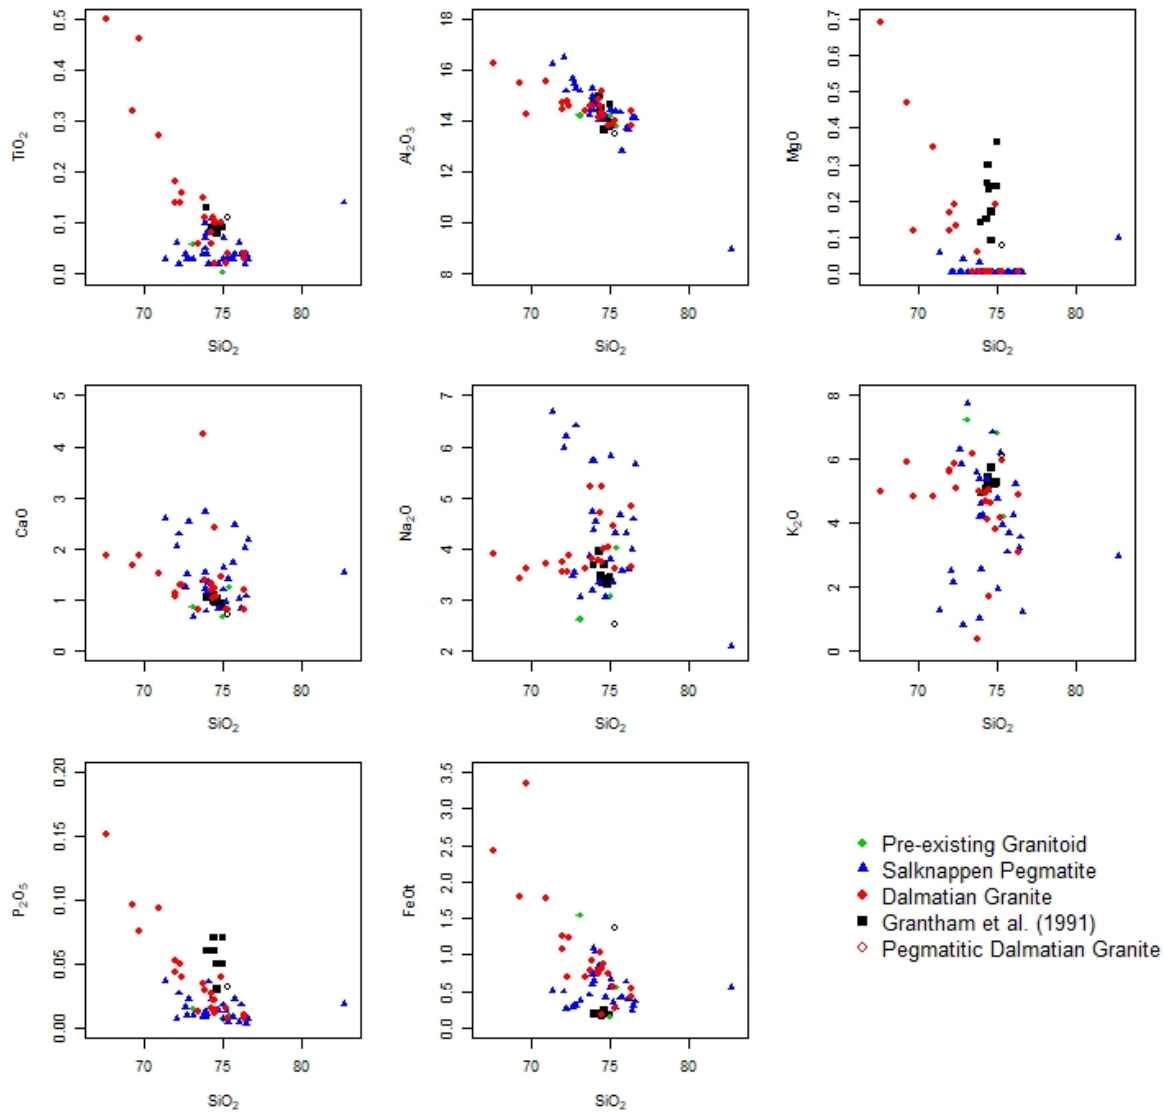 TiO₂
0.0 0.1 0.2 0.3 0.4 0.5
70 75 80
SiO₂
Al₂O₃
8 10 12 14 16 18
70 75 80
SiO₂
MgO
0.0 0.1 0.2 0.3 0.4 0.5 0.6 0.7
70 75 80
SiO₂
CaO
0 1 2 3 4 5
70 75 80
SiO₂
Na₂O
2 3 4 5 6 7
70 75 80
SiO₂
K₂O
0 2 4 6 8
70 75 80
SiO₂
P₂O₅
0.00 0.05 0.10 0.15 0.20
70 75 80
SiO₂
FeOt
0.0 0.5 1.0 1.5 2.0 2.5 3.0 3.5
70 75 80
SiO₂
Pre-existing Granitoid
Salknappen Pegmatite
Dalmatian Granite
Grantham et al. (1991)
Pegmatitic Dalmatian Granite